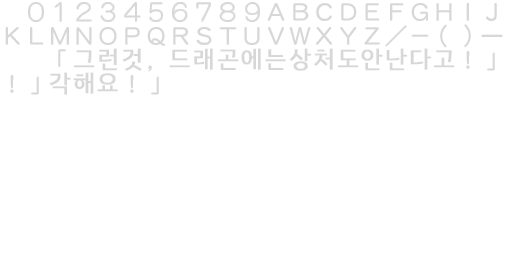 ０１２３４５６７８９ＡＢＣＤＥＦＧＨＩＪ
ＫＬＭＮＯＰＱＲＳＴＵＶＷＸＹＺ／－（ ）—
「그런것, 드래곤에는상처도안난다고！」
！」각해요！」